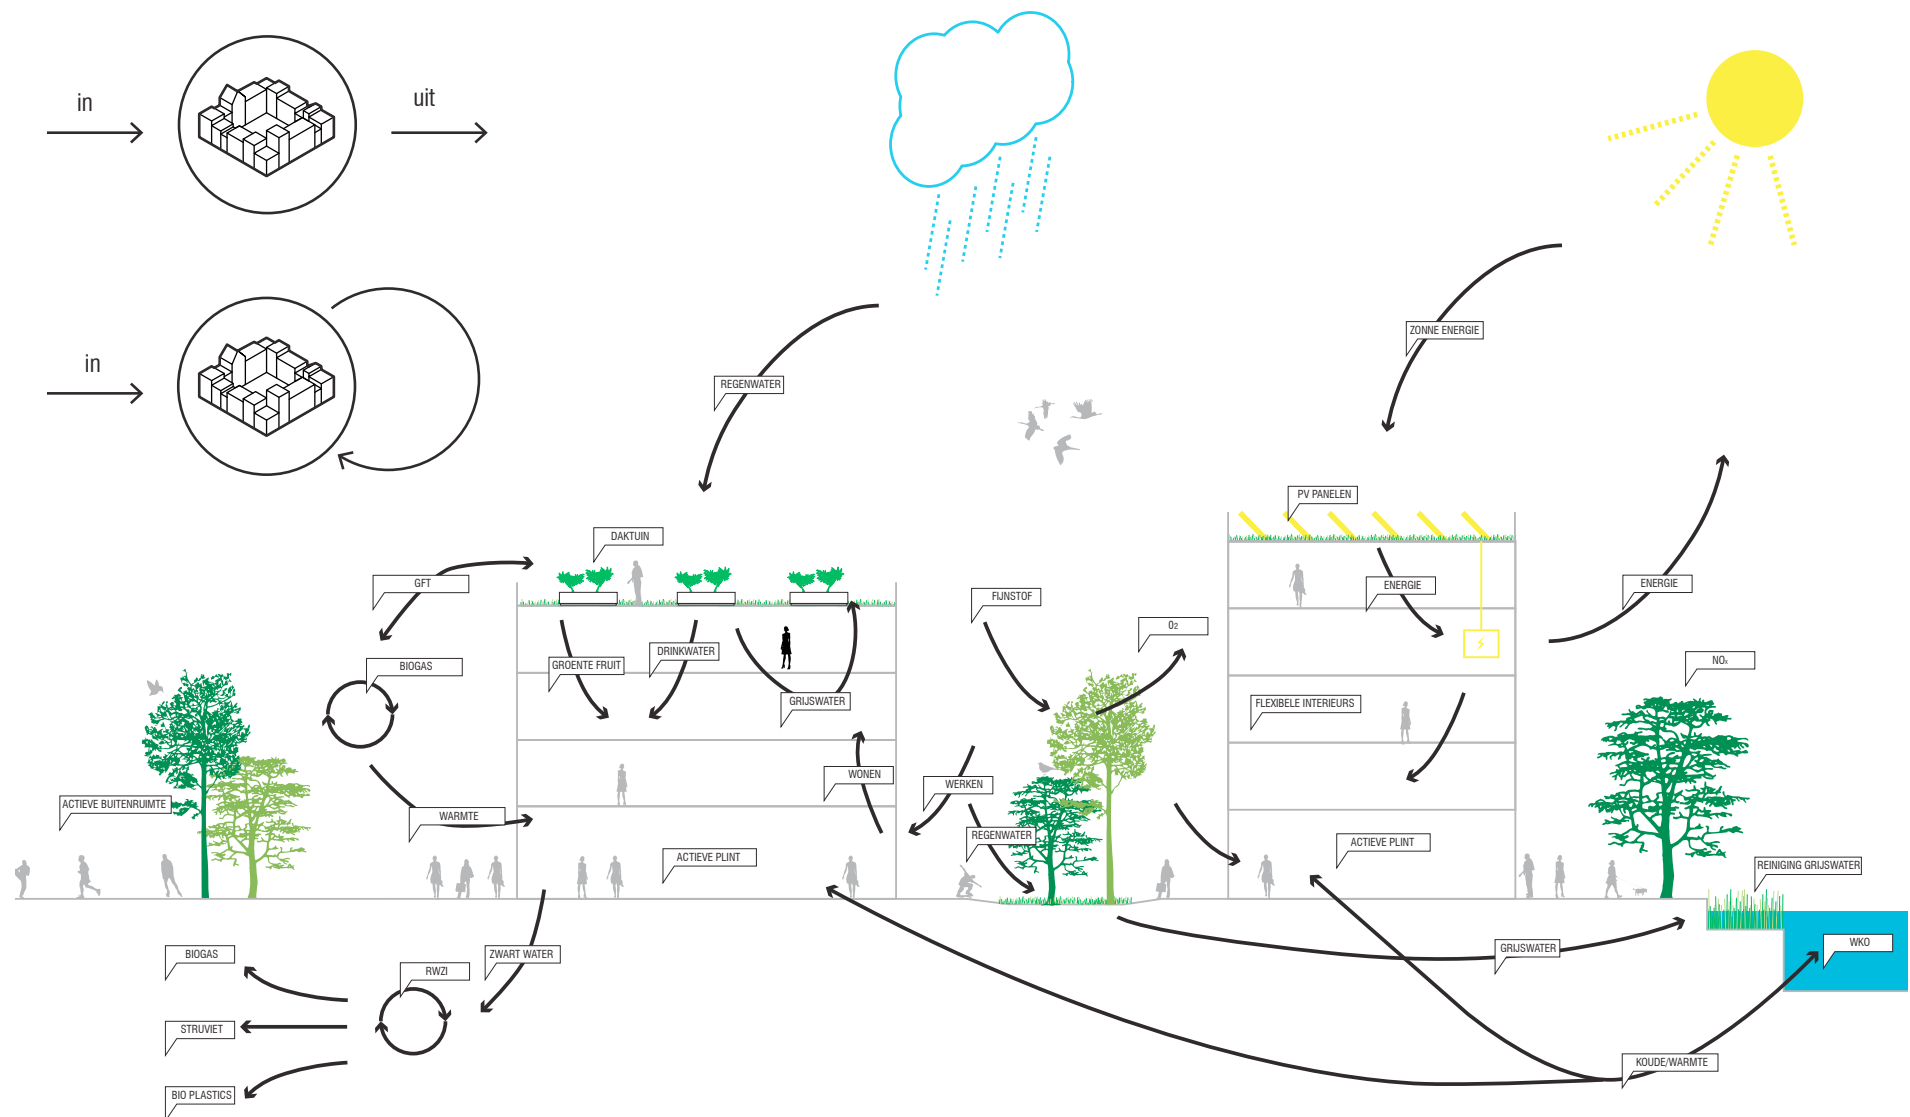 in
uit
in
ZONNE ENERGIE
REGENWATER
PV PANELEN
DAKTUIN
GFT
ENERGIE
ENERGIE
FIJNSTOF
O₂
DRINKWATER
GROENTE FRUIT
BIOGAS
NOₓ
GRIJSWATER
FLEXIBELE INTERIEURS
WONEN
WERKEN
ACTIEVE BUITENRUIMTE
WARMTE
REGENWATER
ACTIEVE PLINT
ACTIEVE PLINT
REINIGING GRIJSWATER
WKO
GRIJSWATER
BIOGAS
ZWART WATER
RWZI
STRUVIET
KOUDE/WARMTE
BIO PLASTICS